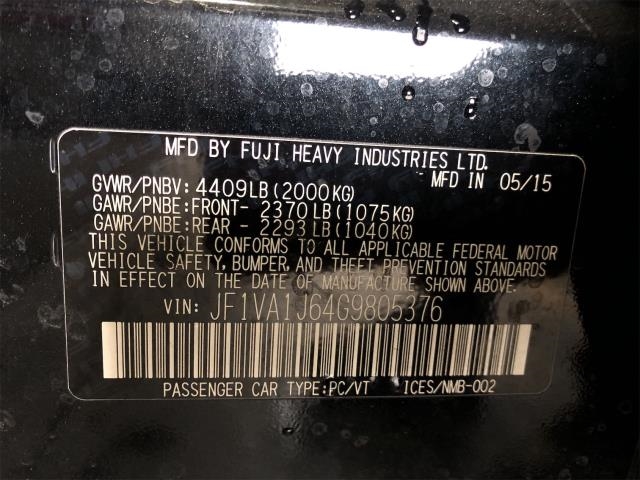 MFD BY FUJI HEAVY INDUSTRIES LTD.
MFD IN 05/15
GVWR/PNBV: 4409LB(2000KG)
GAWR/PNBE:FRONT- 2370LB(1075KG)
GAWR/PNBE:REAR - 2293LB(1040KG)
THIS VEHICLE CONFORMS TO ALL APPLICABLE FEDERAL MOTOR
VEHICLE SAFETY, BUMPER, AND THEFT PREVENTION STANDARDS
IN EFFECT ON THE DATE OF MANUFACTURE SHOWN ABOVE.
VIN: JF1VA1J64G9805376
PASSENGER CAR TYPE:PC/VT ICES/NMB-002